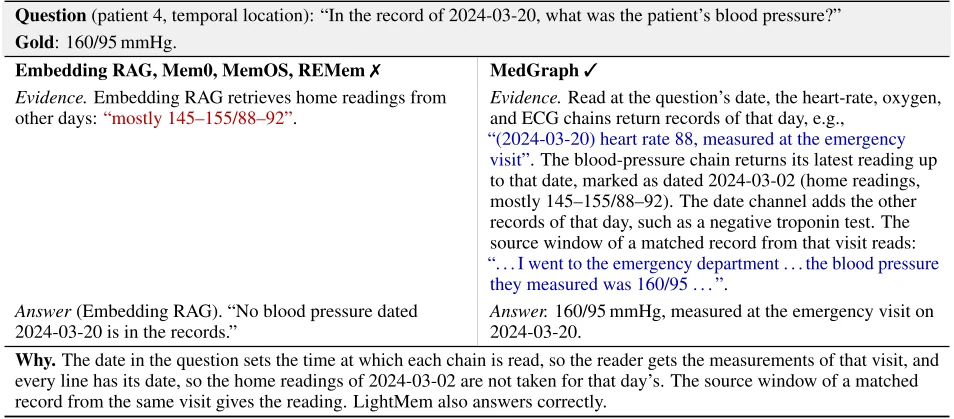 Question (patient 4, temporal location): “In the record of 2024-03-20, what was the patient’s blood pressure?”
Gold: 160/95 mmHg.
Embedding RAG, Mem0, MemOS, REMem ✗
Evidence. Embedding RAG retrieves home readings from
other days: “mostly 145–155/88–92”.
Answer (Embedding RAG). “No blood pressure dated
2024-03-20 is in the records.”
MedGraph ✓
Evidence. Read at the question’s date, the heart-rate, oxygen,
and ECG chains return records of that day, e.g.,
“(2024-03-20) heart rate 88, measured at the emergency
visit”. The blood-pressure chain returns its latest reading up
to that date, marked as dated 2024-03-02 (home readings,
mostly 145–155/88–92). The date channel adds the other
records of that day, such as a negative troponin test. The
source window of a matched record from that visit reads:
“. . . I went to the emergency department . . . the blood pressure
they measured was 160/95 . . . ”.
Answer. 160/95 mmHg, measured at the emergency visit on
2024-03-20.
Why. The date in the question sets the time at which each chain is read, so the reader gets the measurements of that visit, and
every line has its date, so the home readings of 2024-03-02 are not taken for that day’s. The source window of a matched
record from the same visit gives the reading. LightMem also answers correctly.